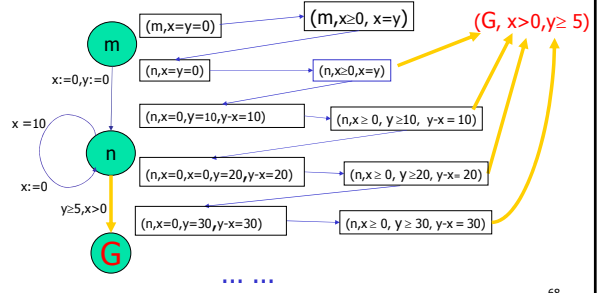 m
(m,x=y=0)
(m,x≥0, x=y)
(G, x>0,y≥ 5)
x:=0,y:=0
(n,x=y=0)
(n,x≥0,x=y)
x =10
(n,x=0,y=10,y-x=10)
(n,x≥ 0, y ≥10, y-x = 10)
n
x:=0
(n,x=0,x=0,y=20,y-x=20)
(n,x≥ 0, y ≥20, y-x= 20)
y≥5,x>0
(n,x=0,y=30,y-x=30)
(n,x≥ 0, y ≥ 30, y-x = 30)
G
... ...
68